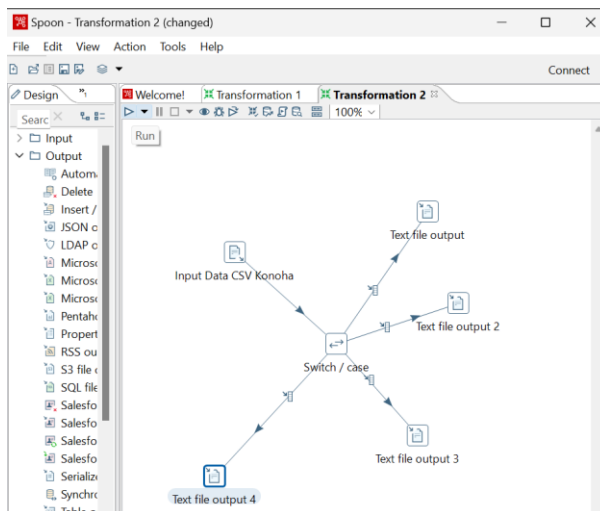 Spoon - Transformation 2 (changed)
File Edit View Action Tools Help
Connect
Design
Welcome!
Transformation 1
Transformation 2
Searc
100%
Run
Input
Output
Delete
Insert /
JSON o
LDAP o
Microso
Microso
Microso
Pentaho
Propert
RSS ou
S3 file o
SQL file
Salesfo
Salesfo
Salesfo
Salesfo
Serializ
Synchro
Text file output
Input Data CSV Konoha
Text file output 2
Switch / case
Text file output 3
Text file output 4